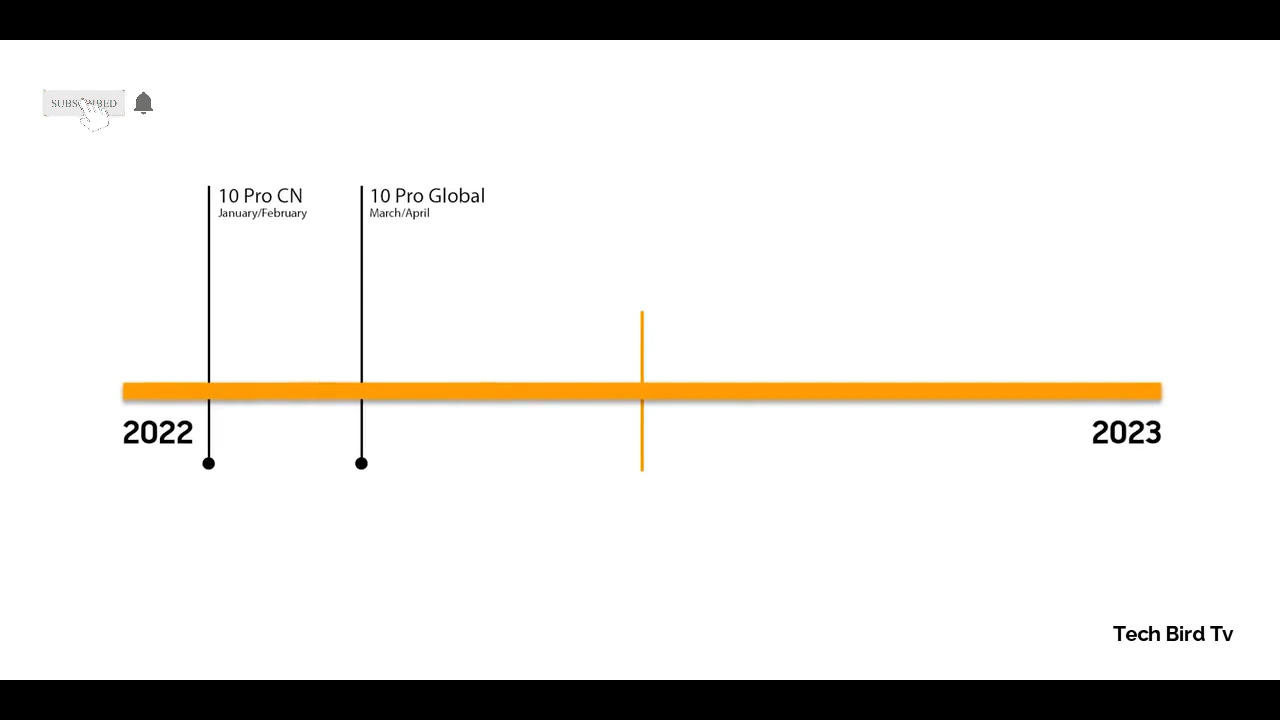 SUBSCRIBED
10 Pro CN
January/February
10 Pro Global
March/April
2022
2023
Tech Bird Tv